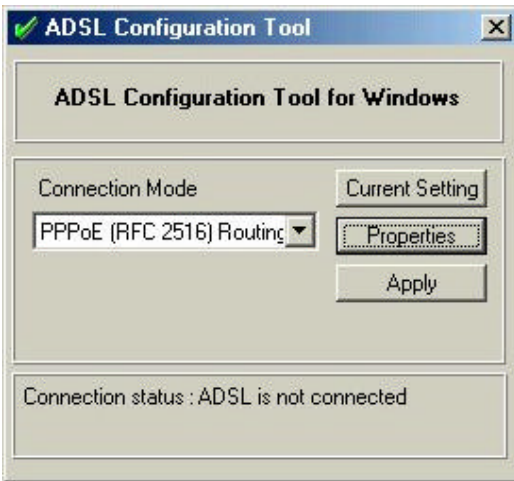 ADSL Configuration Tool
ADSL Configuration Tool for Windows
Connection Mode
Current Setting
PPPoE (RFC 2516) Routing
Properties
Apply
Connection status : ADSL is not connected